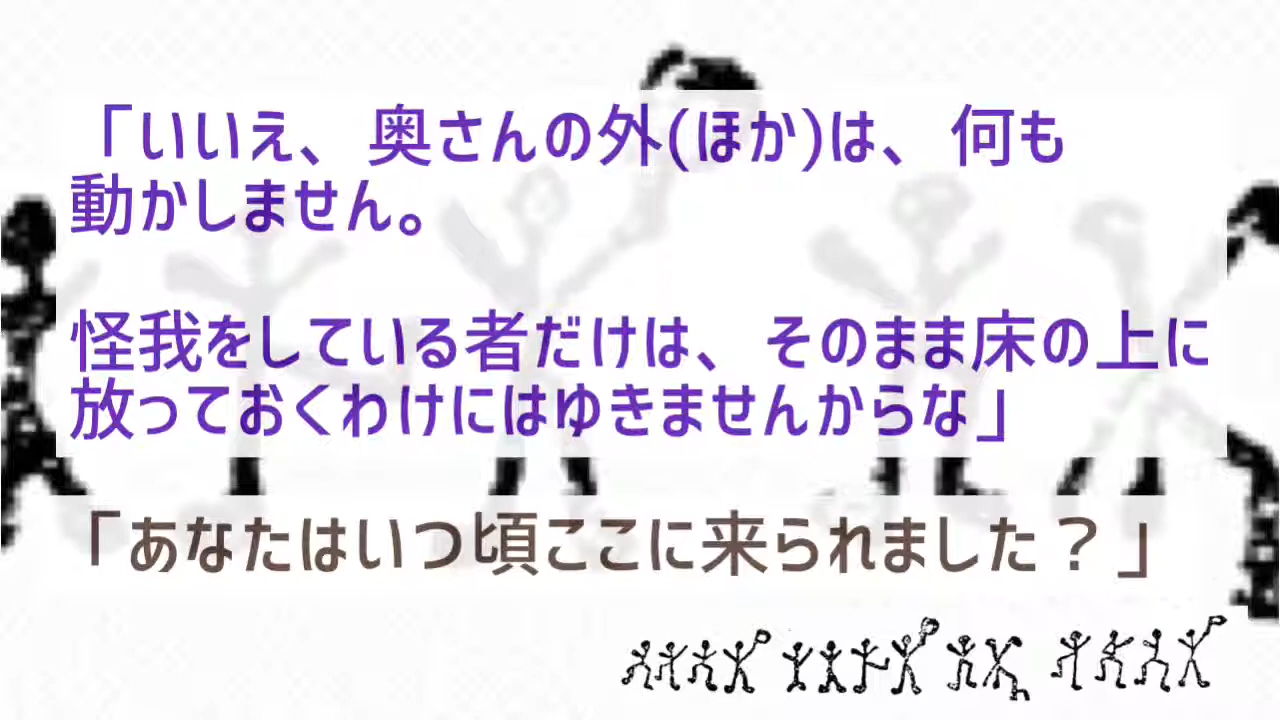 「いいえ、奥さんの外(ほか)は、何も
動かしません。
怪我をしている者だけは、そのまま床の上に
放っておくわけにはゆきませんからな」
「あなたはいつ頃ここに来られました？」